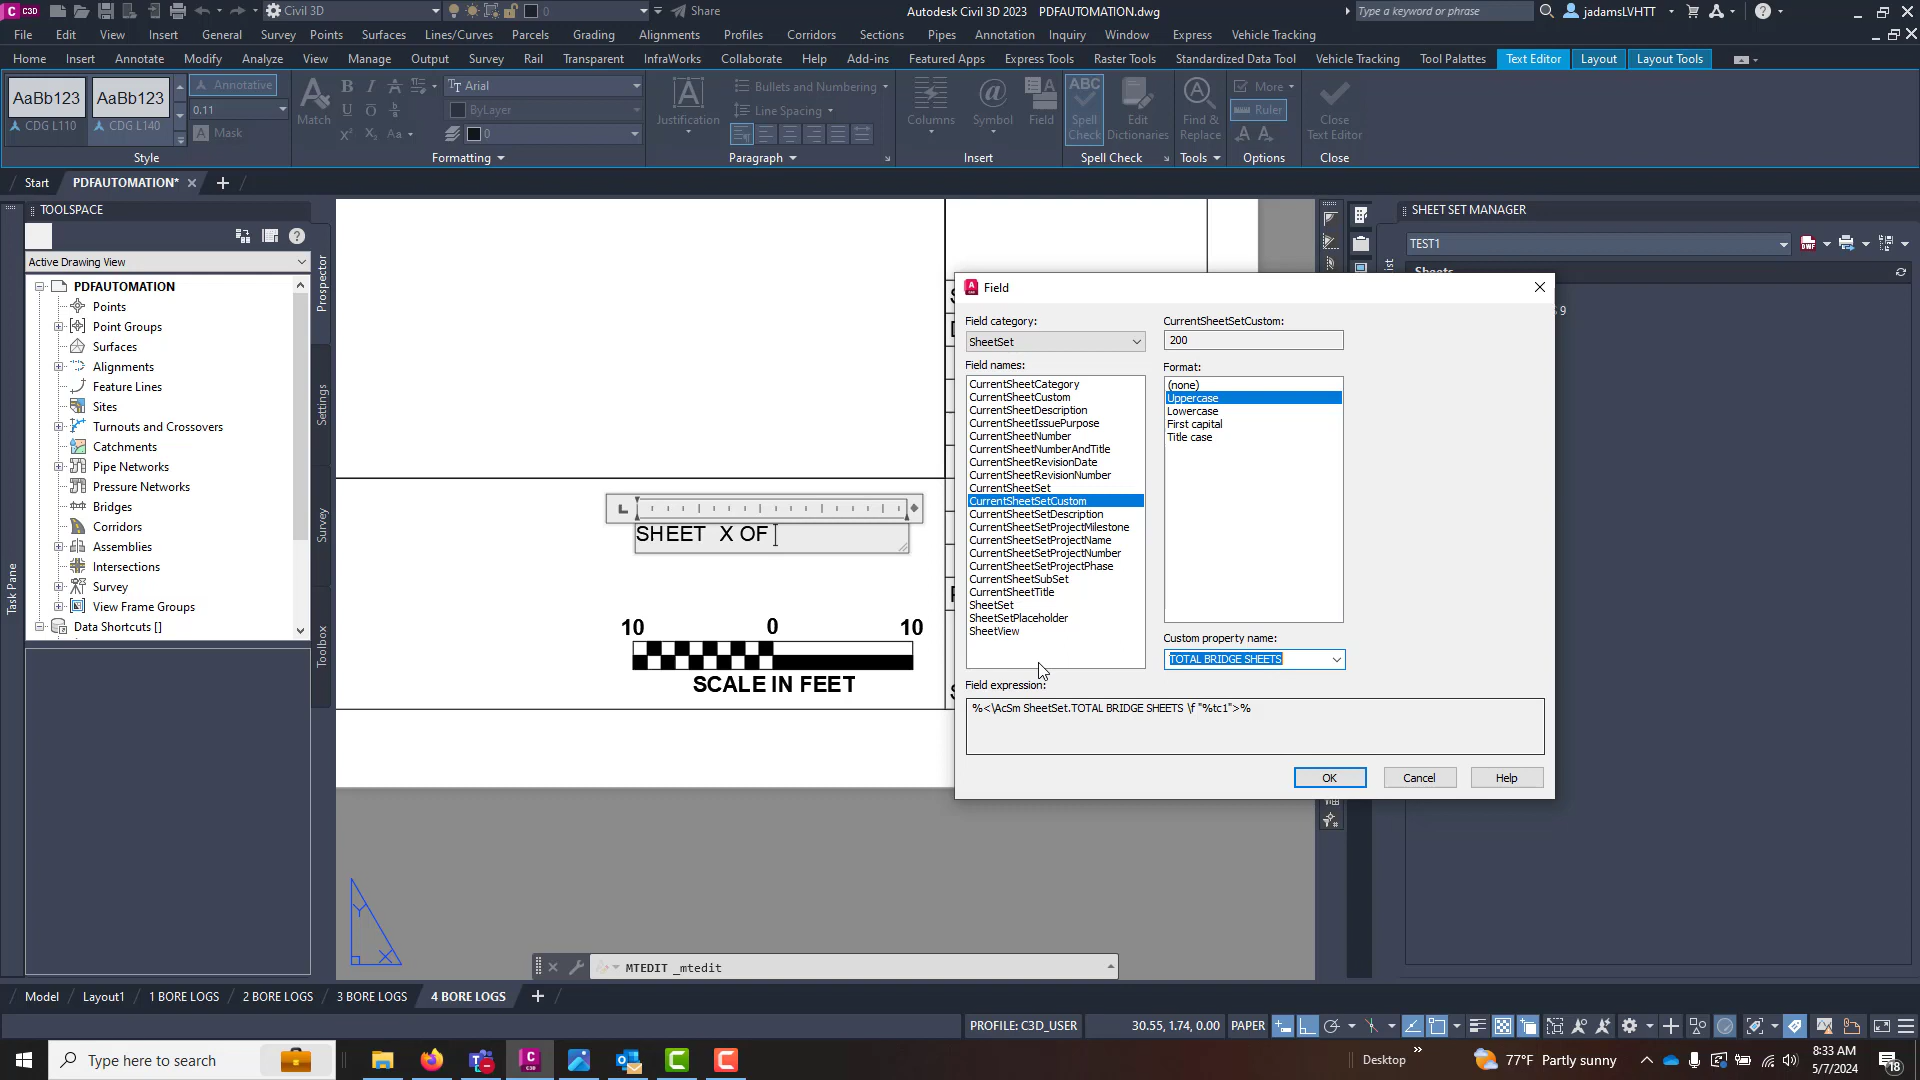 C3D
Civil 3D
0
Share
Autodesk Civil 3D 2023 PDFAUTOMATION.dwg
Type a keyword or phrase
jadamsLVHTT
File Edit View Insert General Survey Points Surfaces Lines/Curves Parcels Grading Alignments Profiles Corridors Sections Pipes Annotation Inquiry Window Express Vehicle Tracking
Home Insert Annotate Modify Analyze View Manage Output Survey Rail Transparent InfraWorks Collaborate Help Add-ins Featured Apps Express Tools Raster Tools Standardized Data Tool Vehicle Tracking Tool Palettes Text Editor Layout Layout Tools
AaBb123 AaBb123 Annotative
CDG L110 CDG L140
0.11
Mask
Style
Match
Arial
ByLayer
0
Formatting
Justification
Bullets and Numbering
Line Spacing
Paragraph
Columns Symbol Field
Insert
ABC
Spell Check
Edit Dictionaries
Spell Check
Find & Replace
Tools
More
Ruler
Options
Close Text Editor
Close
Start PDFAUTOMATION*
TOOLSPACE
Active Drawing View
PDFAUTOMATION
Points
Point Groups
Surfaces
Alignments
Feature Lines
Sites
Turnouts and Crossovers
Catchments
Pipe Networks
Pressure Networks
Bridges
Corridors
Assemblies
Intersections
Survey
View Frame Groups
Data Shortcuts []
Prospector
Settings
Survey
Toolbox
Task Pane
SHEET X OF
10 0 10
SCALE IN FEET
Y
X
SHEET SET MANAGER
TEST1
Sheets
9
Field
Field category:
SheetSet
Field names:
CurrentSheetCategory
CurrentSheetCustom
CurrentSheetDescription
CurrentSheetIssuePurpose
CurrentSheetNumber
CurrentSheetNumberAndTitle
CurrentSheetRevisionDate
CurrentSheetRevisionNumber
CurrentSheetSet
CurrentSheetSetCustom
CurrentSheetSetDescription
CurrentSheetSetProjectMilestone
CurrentSheetSetProjectName
CurrentSheetSetProjectNumber
CurrentSheetSetProjectPhase
CurrentSheetSubSet
CurrentSheetTitle
SheetSet
SheetSetPlaceholder
SheetView
CurrentSheetSetCustom:
200
Format:
(none)
Uppercase
Lowercase
First capital
Title case
Custom property name:
TOTAL BRIDGE SHEETS
Field expression:
%<\AcSm SheetSet.TOTAL BRIDGE SHEETS \f "%tc1">%
OK Cancel Help
MTEDIT _mtedit
Model Layout1 1 BORE LOGS 2 BORE LOGS 3 BORE LOGS 4 BORE LOGS
PROFILE: C3D_USER 30.55, 1.74, 0.00 PAPER
Type here to search
Desktop
77°F Partly sunny
8:33 AM
5/7/2024
18